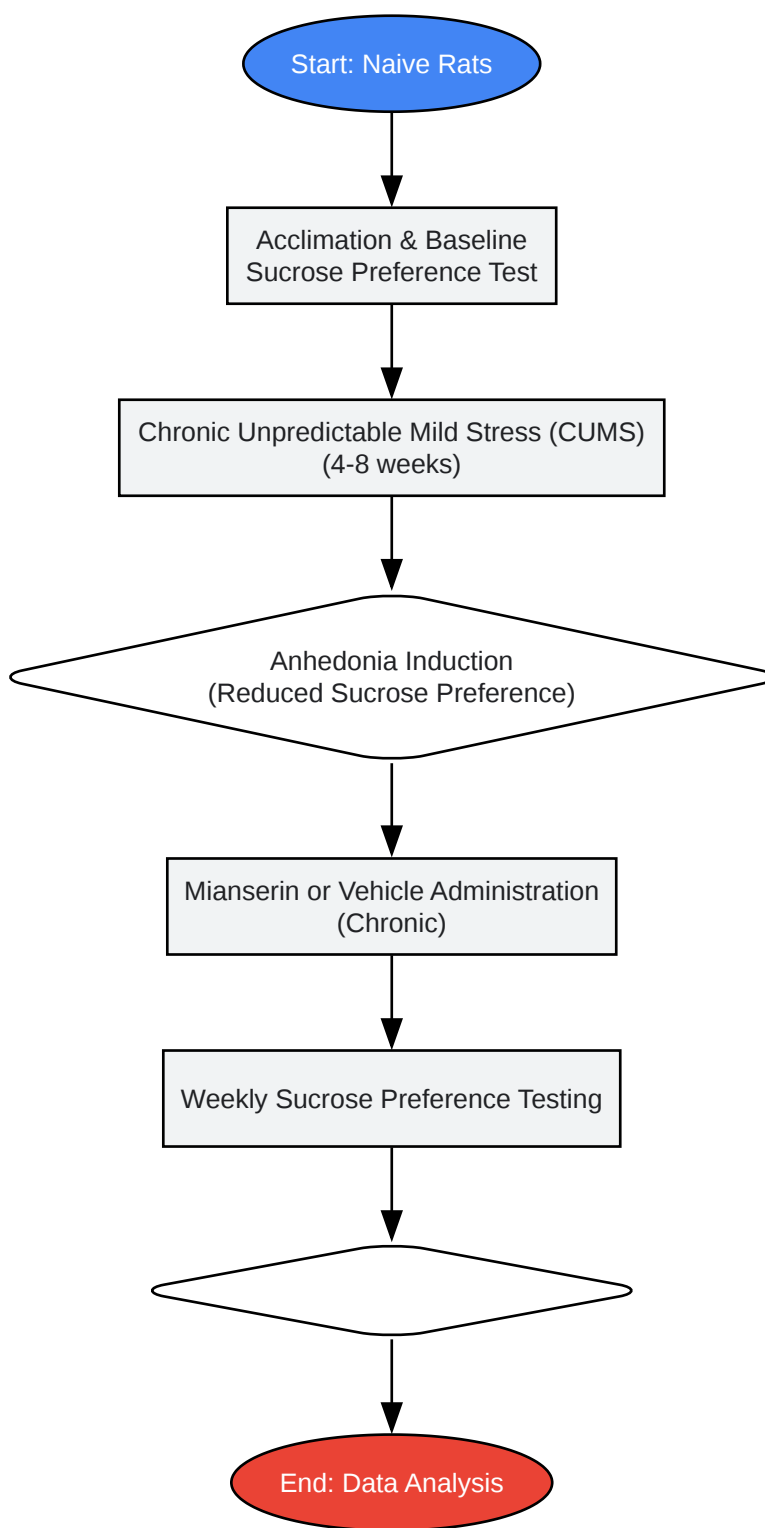 Start: Naive Rats
Acclimation & Baseline
Sucrose Preference Test
Chronic Unpredictable Mild Stress (CUMS)
(4-8 weeks)
Anhedonia Induction
(Reduced Sucrose Preference)
Mianserin or Vehicle Administration
(Chronic)
Weekly Sucrose Preference Testing
End: Data Analysis